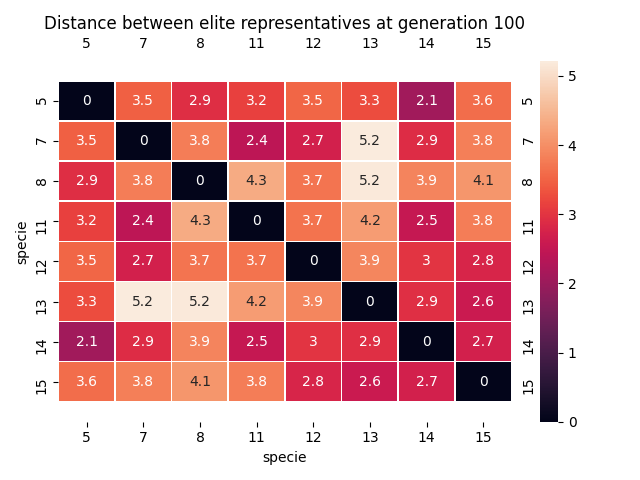 Distance between elite representatives at generation 100
5 7 8 11 12 13 14 15
5 0 3.5 2.9 3.2 3.5 3.3 2.1 3.6 5
7 3.5 0 3.8 2.4 2.7 5.2 2.9 3.8 7
8 2.9 3.8 0 4.3 3.7 5.2 3.9 4.1 8
11 3.2 2.4 4.3 0 3.7 4.2 2.5 3.8 11
12 3.5 2.7 3.7 3.7 0 3.9 3 2.8 12
13 3.3 5.2 5.2 4.2 3.9 0 2.9 2.6 13
14 2.1 2.9 3.9 2.5 3 2.9 0 2.7 14
15 3.6 3.8 4.1 3.8 2.8 2.6 2.7 0 15
5 7 8 11 12 13 14 15
specie
specie
5
4
3
2
1
0